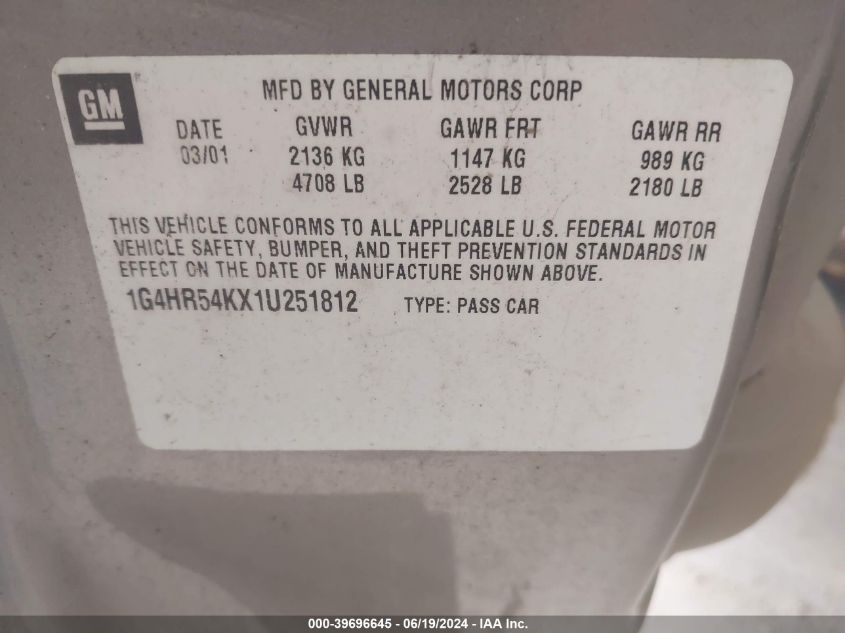 GM
MFD BY GENERAL MOTORS CORP
DATE GVWR GAWR FRT GAWR RR
03/01 2136 KG 1147 KG 989 KG
4708 LB 2528 LB 2180 LB
THIS VEHICLE CONFORMS TO ALL APPLICABLE U.S. FEDERAL MOTOR
VEHICLE SAFETY, BUMPER, AND THEFT PREVENTION STANDARDS IN
EFFECT ON THE DATE OF MANUFACTURE SHOWN ABOVE.
1G4HR54KX1U251812 TYPE: PASS CAR
000-39696645 - 06/19/2024 - IAA Inc.